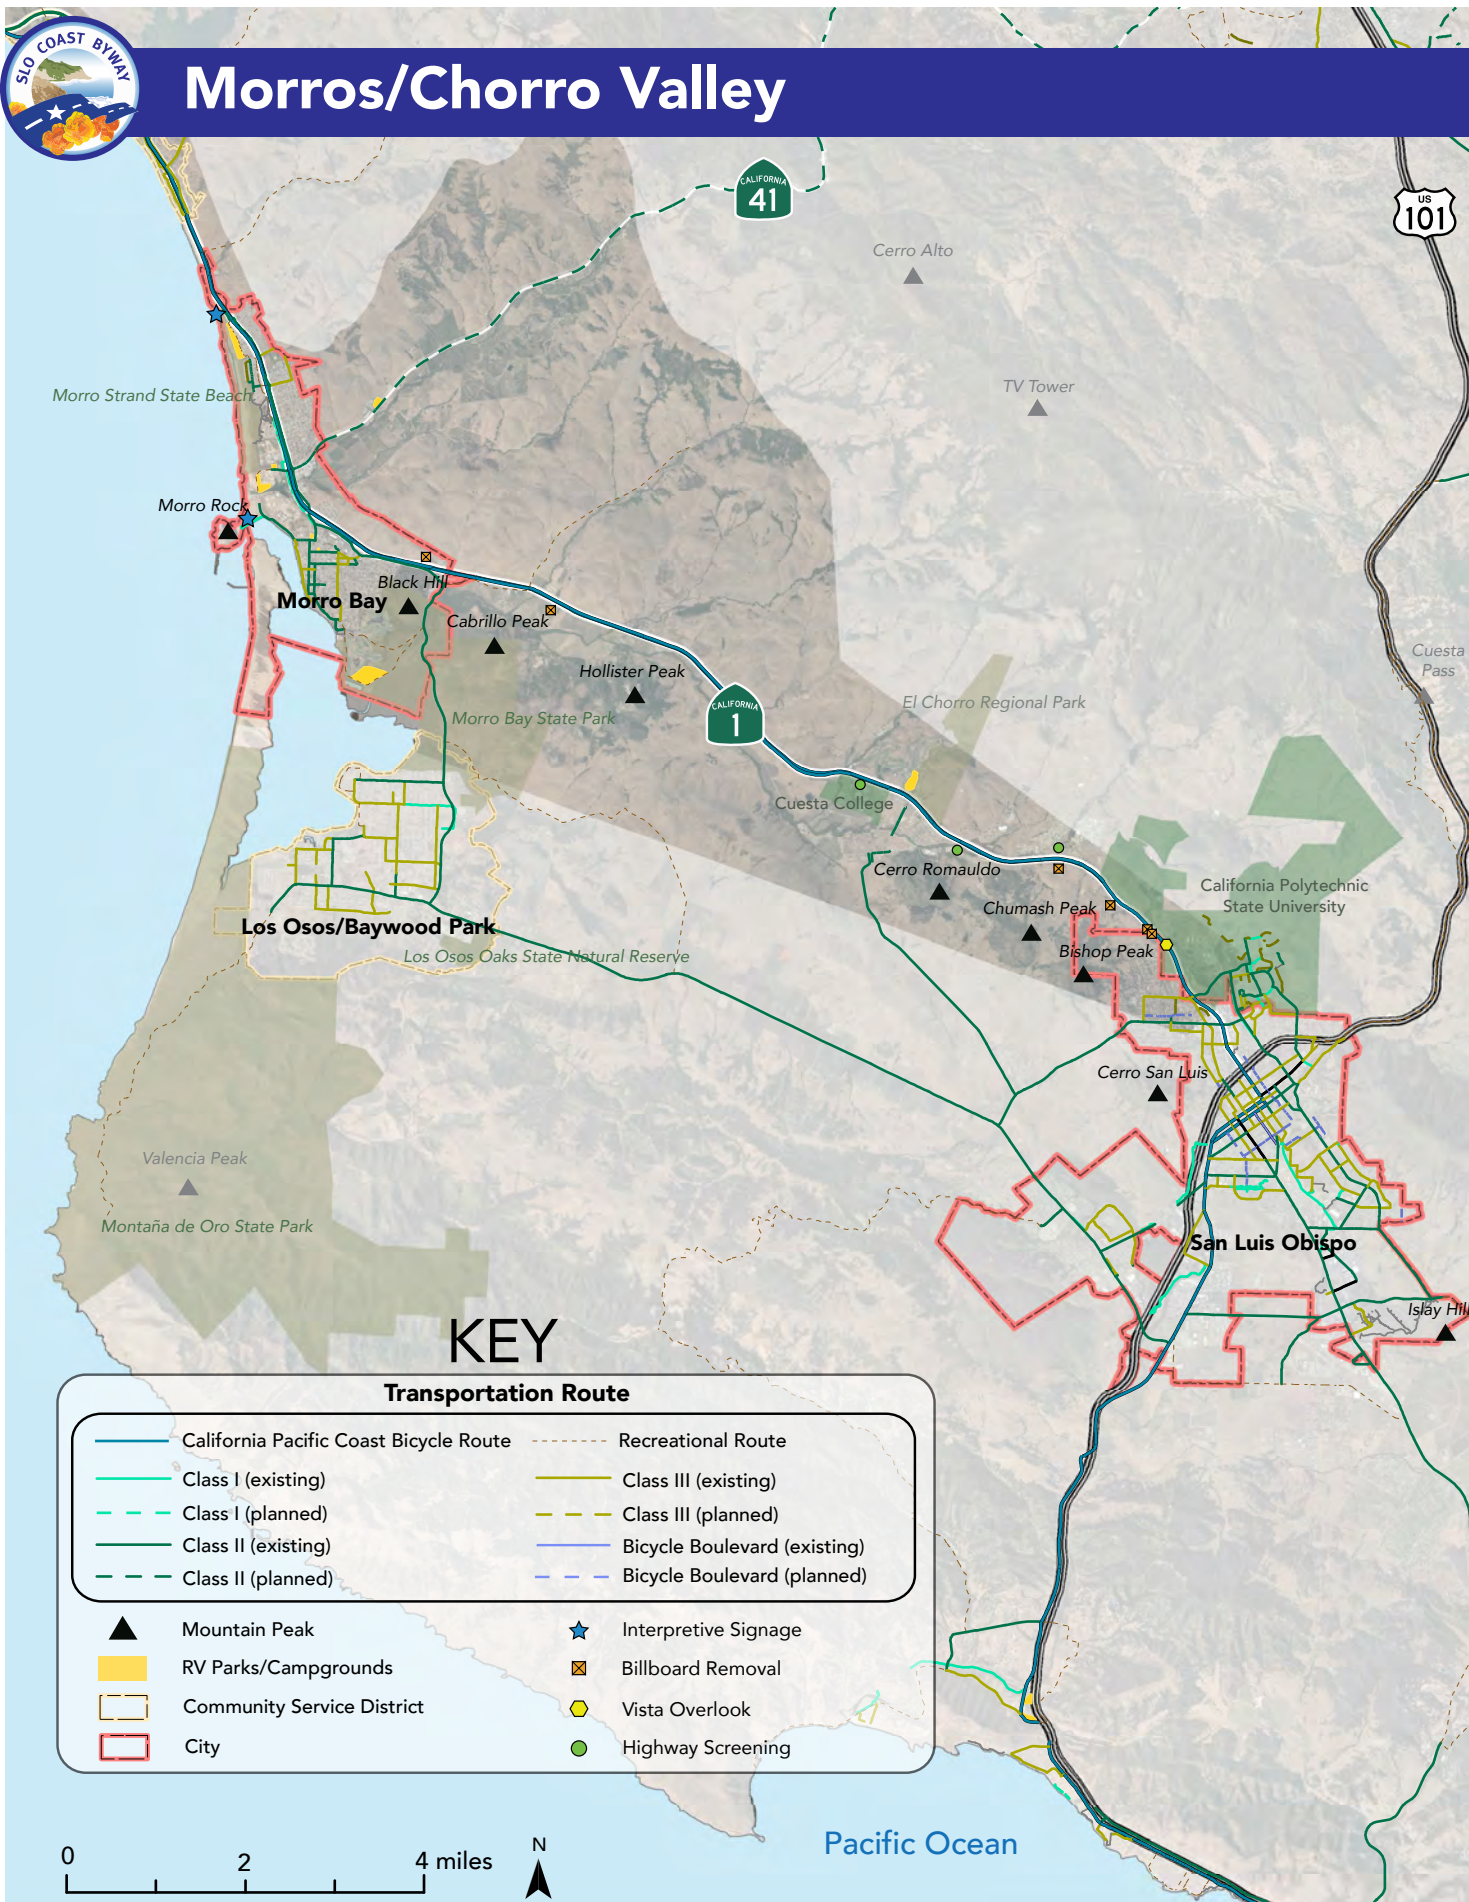 SLO COAST BYWAY
Morros/Chorro Valley
CALIFORNIA
41
US
101
Cerro Alto
TV Tower
Morro Strand State Beach
Morro Rock
Black Hill
Morro Bay
Cabrillo Peak
Hollister Peak
Cuesta
Pass
El Chorro Regional Park
Morro Bay State Park
CALIFORNIA
1
Cuesta College
Cerro Romauldo
California Polytechnic
State University
Chumash Peak
Los Osos/Baywood Park
Bishop Peak
Los Osos Oaks State Natural Reserve
Cerro San Luis
Valencia Peak
Montaña de Oro State Park
San Luis Obispo
Islay Hill
KEY
Transportation Route
California Pacific Coast Bicycle Route
Recreational Route
Class I (existing)
Class III (existing)
Class I (planned)
Class III (planned)
Class II (existing)
Bicycle Boulevard (existing)
Class II (planned)
Bicycle Boulevard (planned)
Mountain Peak
Interpretive Signage
RV Parks/Campgrounds
Billboard Removal
Community Service District
Vista Overlook
City
Highway Screening
Pacific Ocean
0 2 4 miles
N